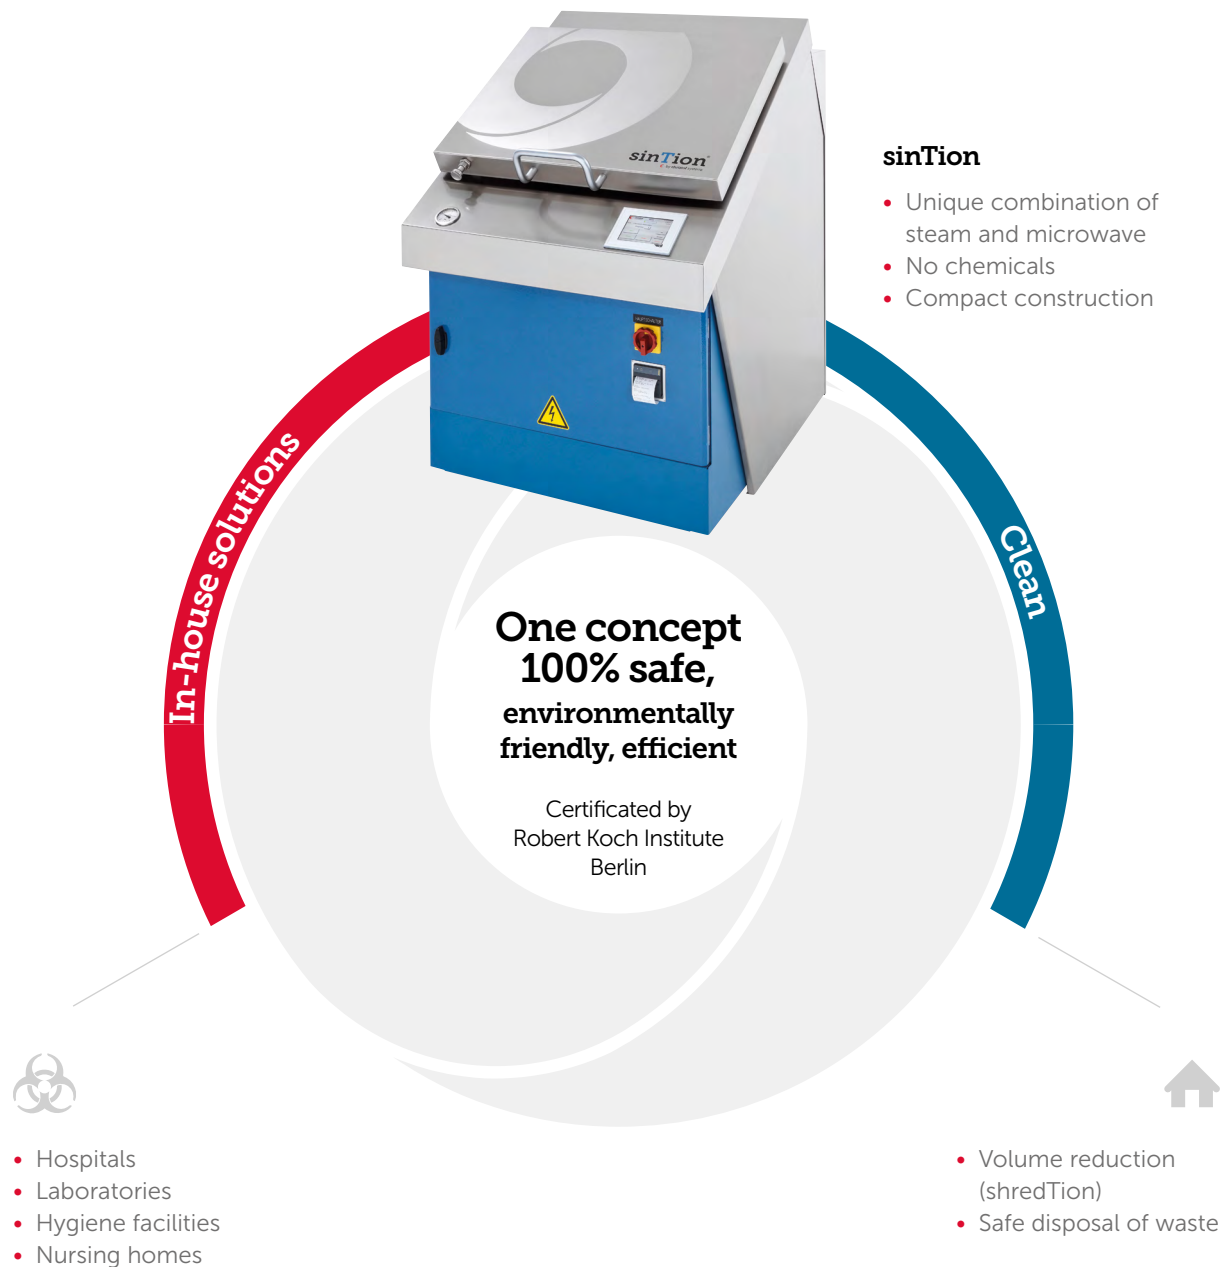 sinTion
sinTion
• Unique combination of
steam and microwave
• No chemicals
• Compact construction
In-house solutions
Clean
One concept
100% safe,
environmentally
friendly, efficient
Certificated by
Robert Koch Institute
Berlin
• Hospitals
• Laboratories
• Hygiene facilities
• Nursing homes
• Volume reduction
(shredTion)
• Safe disposal of waste